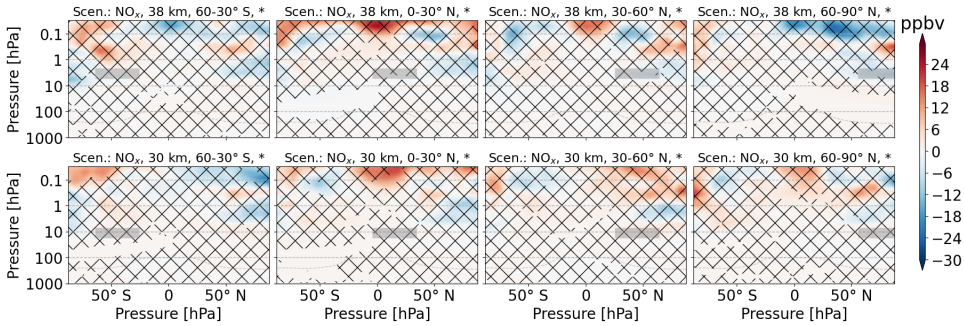 Scen.: NOₓ, 38 km, 60-30° S, * Scen.: NOₓ, 38 km, 0-30° N, * Scen.: NOₓ, 38 km, 30-60° N, * Scen.: NOₓ, 38 km, 60-90° N, *
ppbv
Pressure [hPa]
0.1
1
10
100
1000
24
18
12
6
0
−6
−12
−18
−24
−30
Scen.: NOₓ, 30 km, 60-30° S, * Scen.: NOₓ, 30 km, 0-30° N, * Scen.: NOₓ, 30 km, 30-60° N, * Scen.: NOₓ, 30 km, 60-90° N, *
Pressure [hPa]
0.1
1
10
100
1000
50° S 0 50° N 50° S 0 50° N 50° S 0 50° N 50° S 0 50° N
Pressure [hPa] Pressure [hPa] Pressure [hPa] Pressure [hPa]